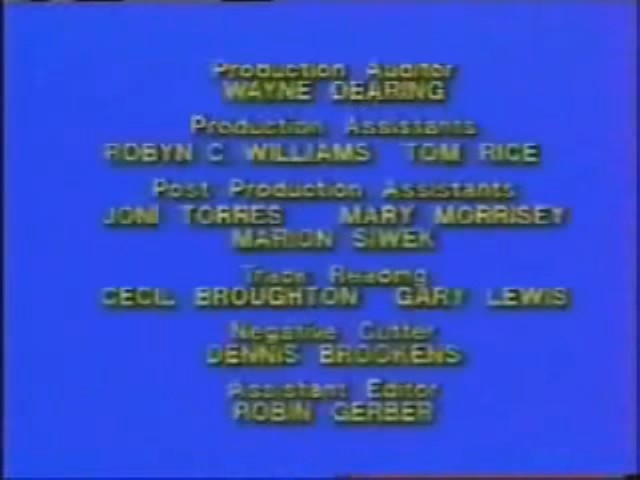 Production Auditor
WAYNE DEARING
Production Assistants
ROBYN C. WILLIAMS TOM RICE
Post Production Assistants
JONI TORRES MARY MORRISEY
MARION SIWEK
Track Reading
CECIL BROUGHTON GARY LEWIS
Negative Cutter
DENNIS BROOKENS
Assistant Editor
ROBIN GERBER